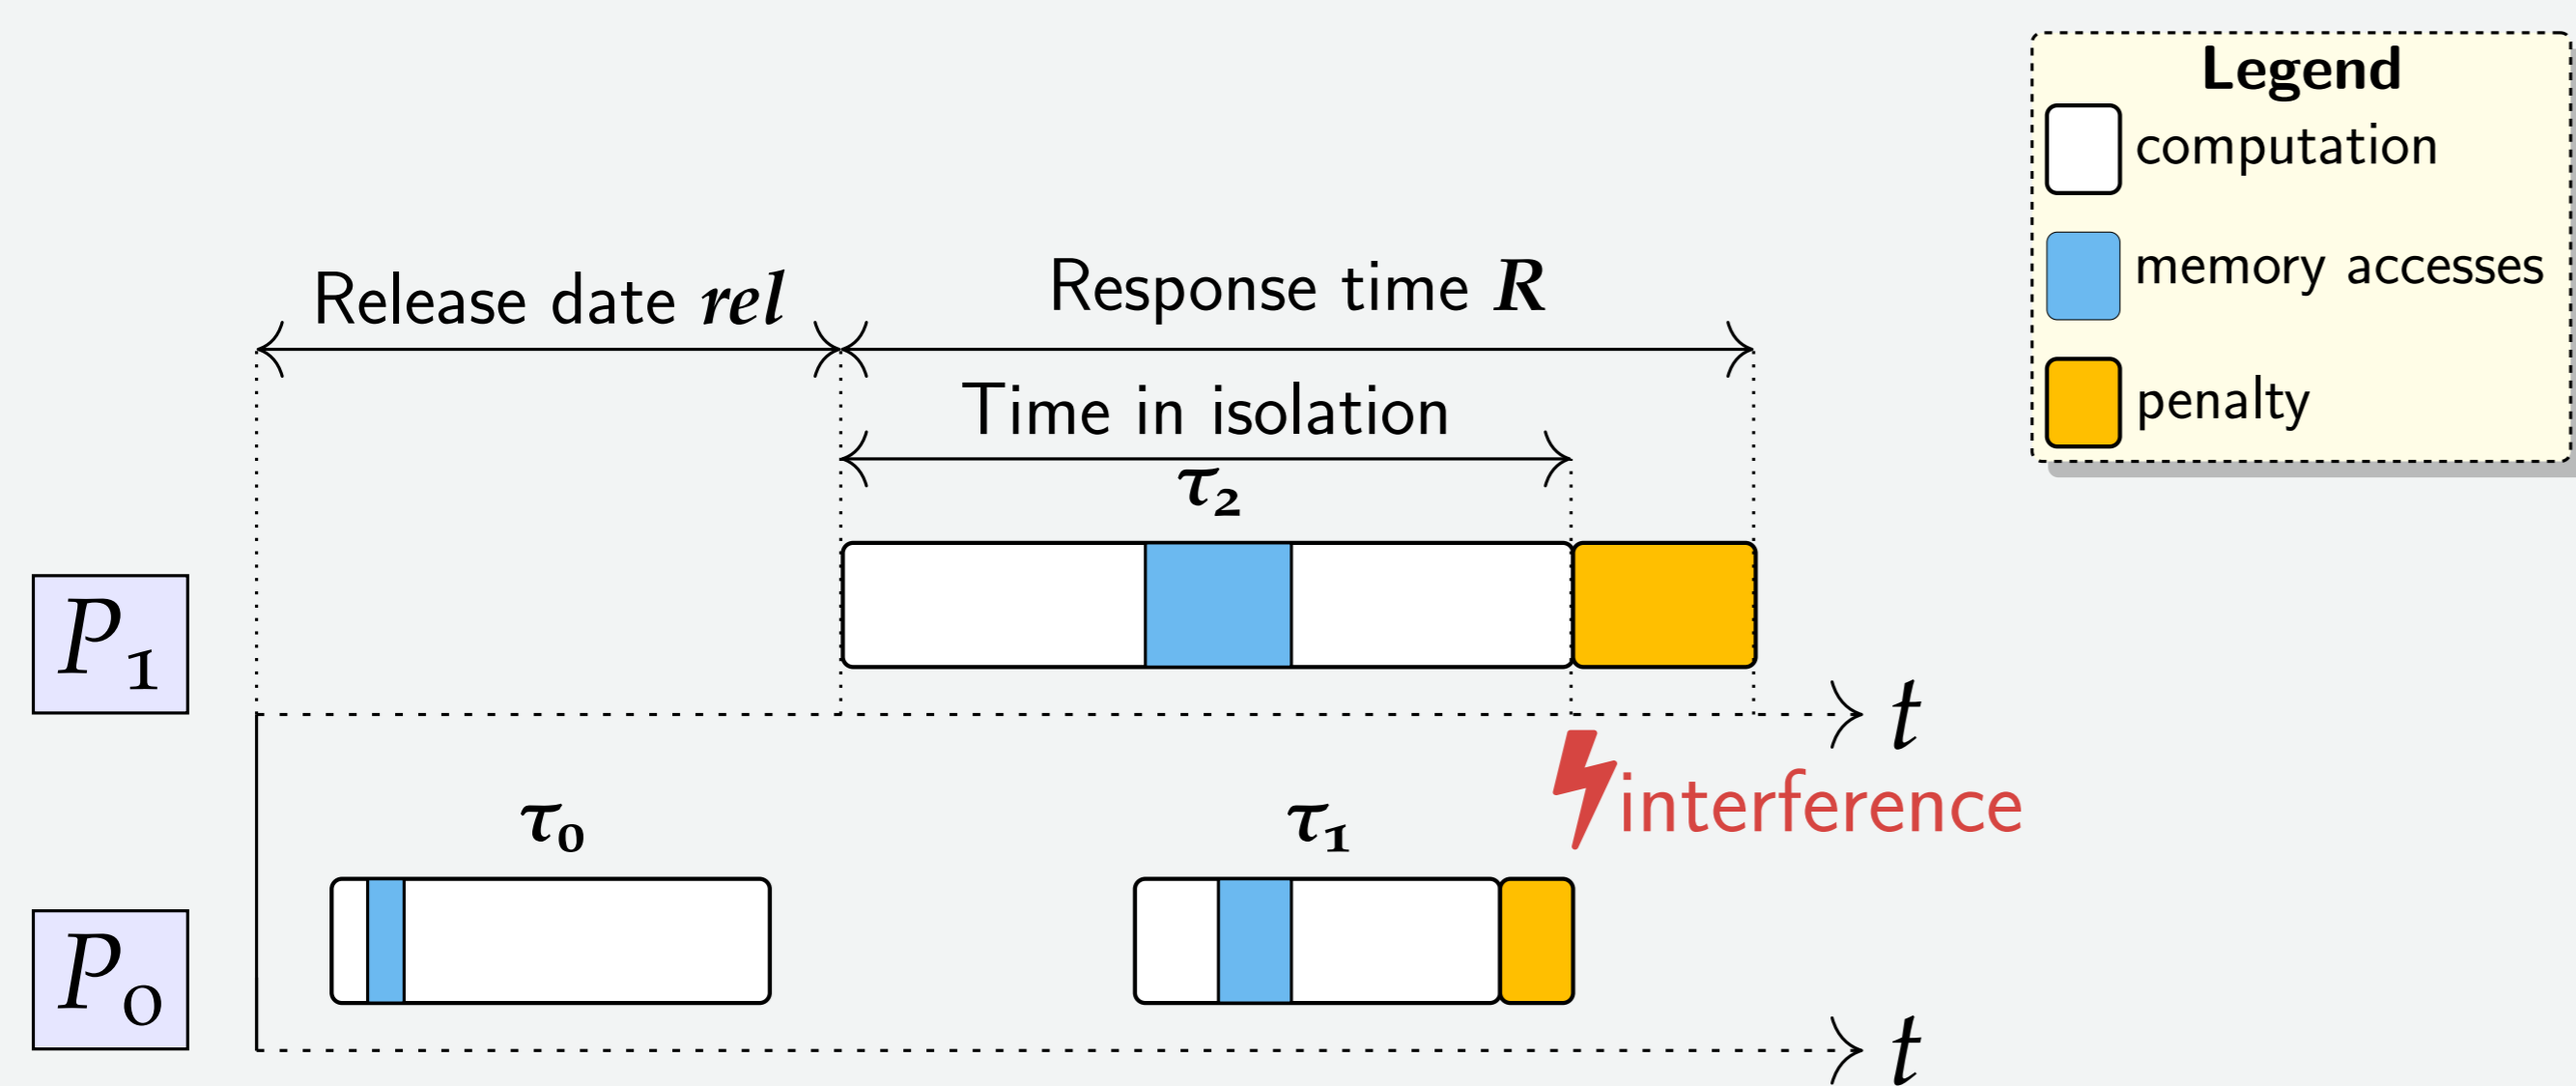 Legend
computation
memory accesses
penalty
Release date rel
Response time R
Time in isolation
τ₂
P₁
t
interference
τ₀
τ₁
P₀
t